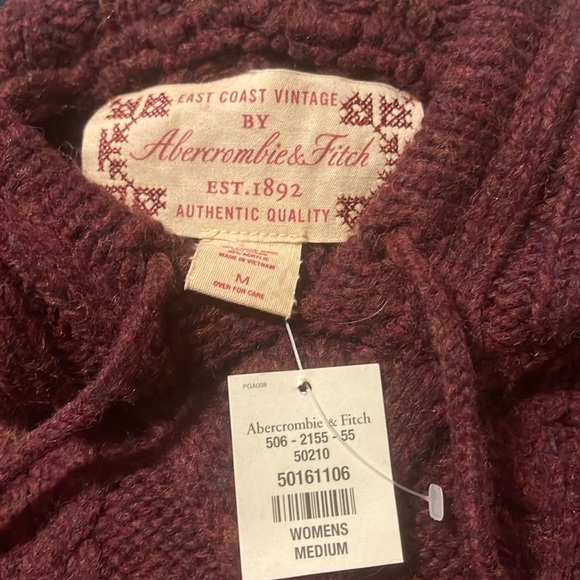 EAST COAST VINTAGE
BY
Abercrombie & Fitch
EST. 1892
AUTHENTIC QUALITY
ACRYLIC
MADE IN VIETNAM
M
OVER FOR CARE
PGA008
Abercrombie & Fitch
506 - 2155 - 55
50210
50161106
WOMENS
MEDIUM